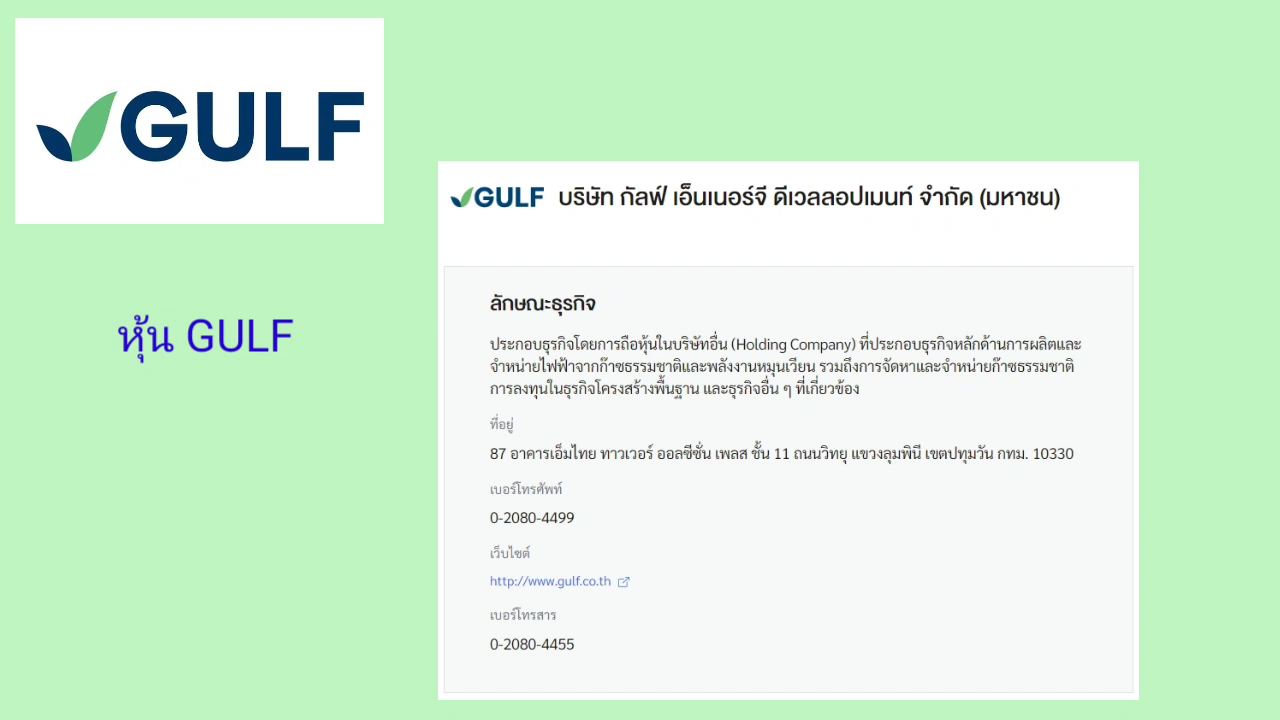 GULF
หุ้น GULF
GULF บริษัท กัลฟ์ เอ็นเนอร์จี ดีเวลลอปเมนท์ จำกัด (มหาชน)
ลักษณะธุรกิจ
ประกอบธุรกิจโดยการถือหุ้นในบริษัทอื่น (Holding Company) ที่ประกอบธุรกิจหลักด้านการผลิตและ
จำหน่ายไฟฟ้าจากก๊าซธรรมชาติและพลังงานหมุนเวียน รวมถึงการจัดหาและจำหน่ายก๊าซธรรมชาติ
การลงทุนในธุรกิจโครงสร้างพื้นฐาน และธุรกิจอื่น ๆ ที่เกี่ยวข้อง
ที่อยู่
87 อาคารเอ็มไทย ทาวเวอร์ ออลซีซั่น เพลส ชั้น 11 ถนนวิทยุ แขวงลุมพินี เขตปทุมวัน กทม. 10330
เบอร์โทรศัพท์
0-2080-4499
เว็บไซต์
http://www.gulf.co.th
เบอร์โทรสาร
0-2080-4455